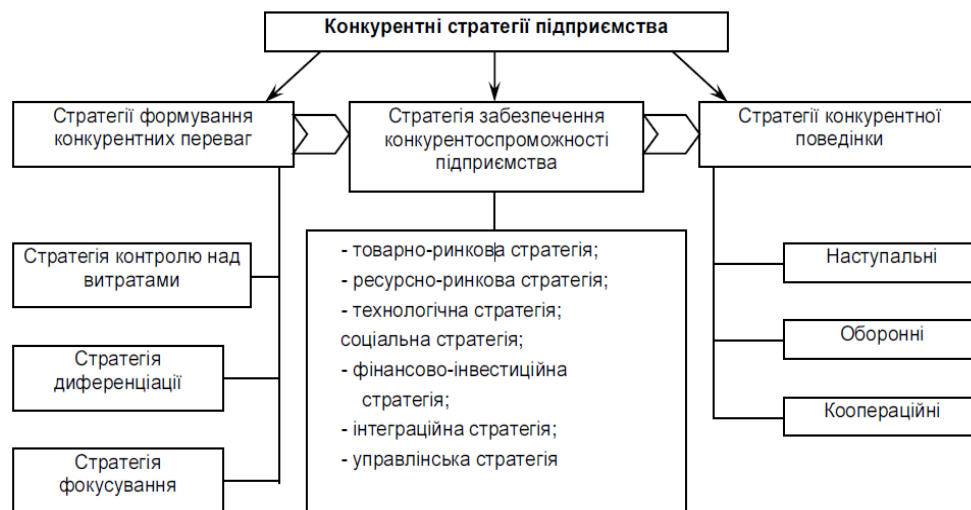 Конкурентні стратегії підприємства
Стратегії формування
конкурентних переваг
Стратегія забезпечення
конкурентоспроможності
підприємства
Стратегії конкурентної
поведінки
Стратегія контролю над
витратами
Стратегія
диференціації
Стратегія
фокусування
- товарно-ринкова стратегія;
- ресурсно-ринкова стратегія;
- технологічна стратегія;
соціальна стратегія;
- фінансово-інвестиційна
стратегія;
- інтеграційна стратегія;
- управлінська стратегія
Наступальні
Оборонні
Коопераційні